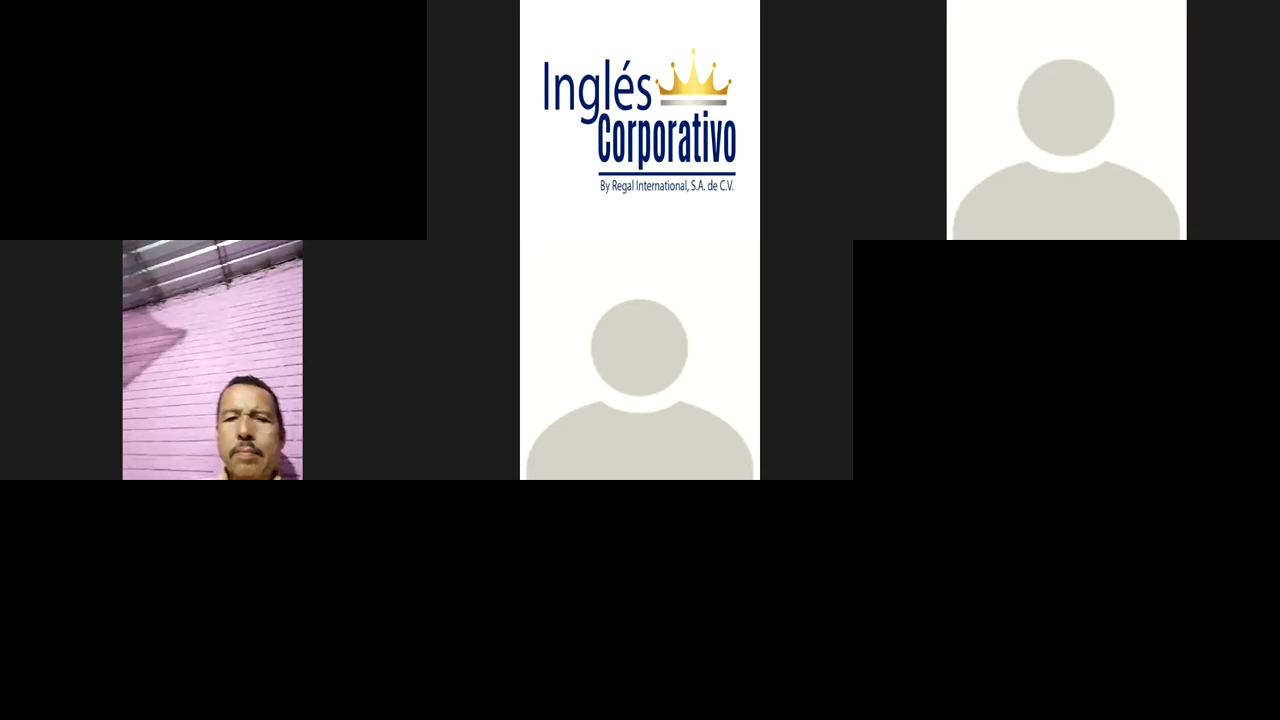 Inglés
Corporativo
By Regal International, S.A. de C.V.